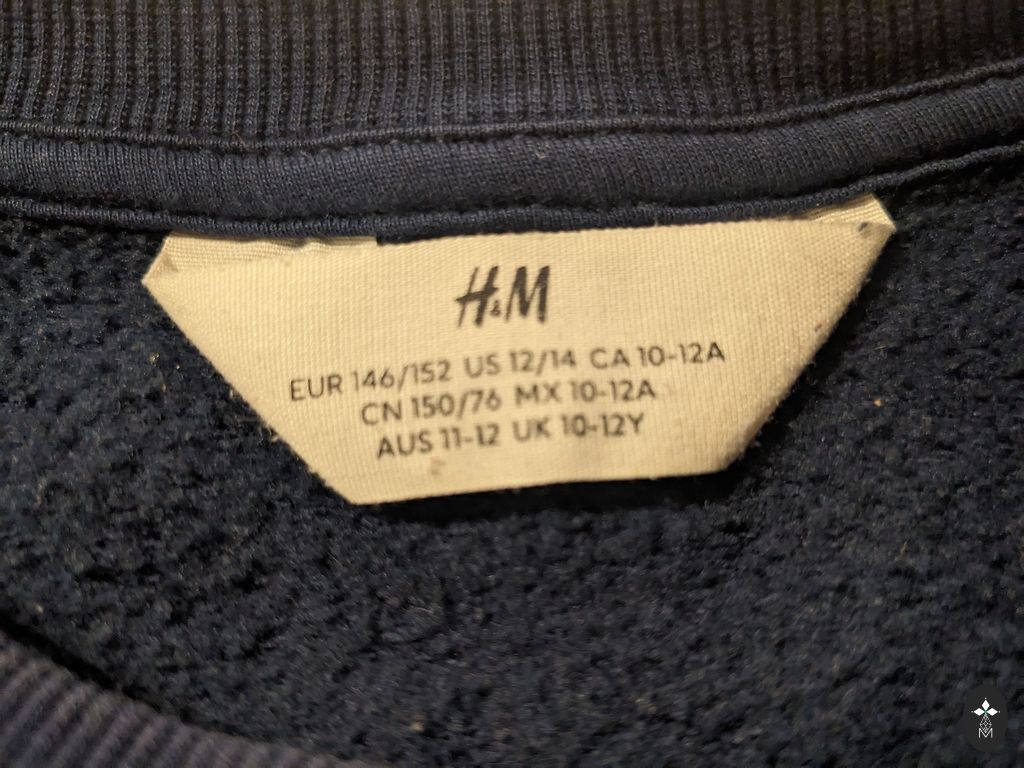 H&M
EUR 146/152 US 12/14 CA 10-12A
CN 150/76 MX 10-12A
AUS 11-12 UK 10-12Y
M